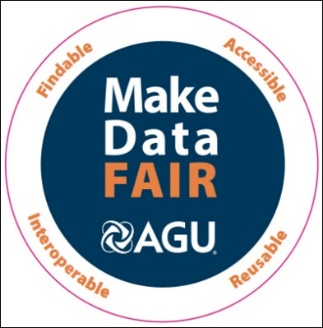 Findable
Accessible
Make
Data
FAIR
AGU
Interoperable
Reusable